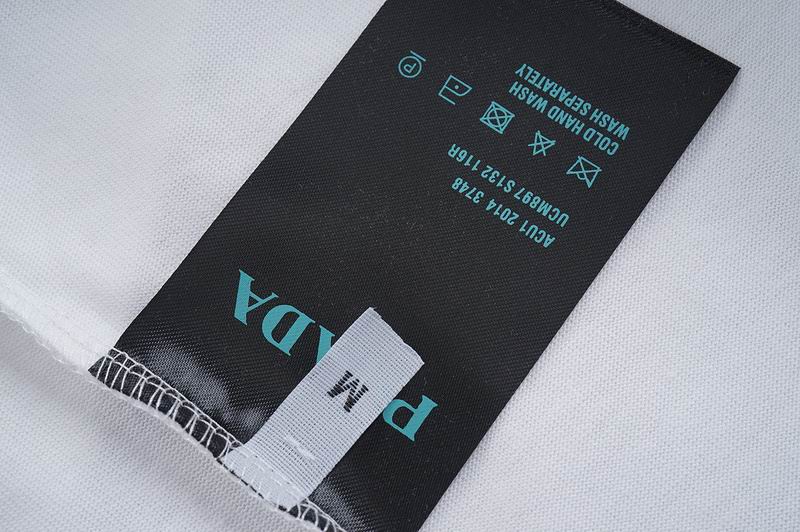 PRADA
M
ACU1 2014 3748
UCM897 S132 116R
COLD HAND WASH
WASH SEPARATELY